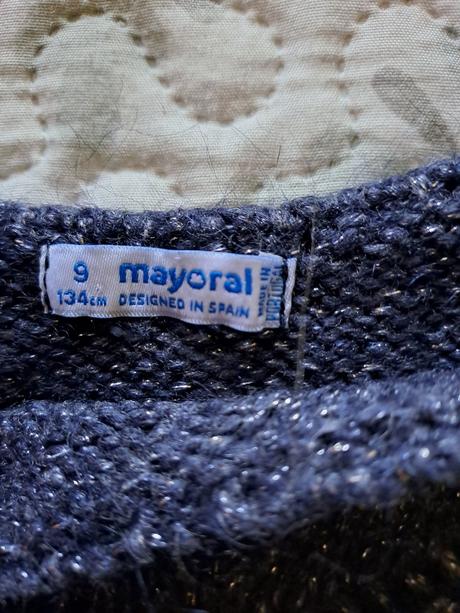 9 mayoral
134cm DESIGNED IN SPAIN
MADE IN
PORTUGAL